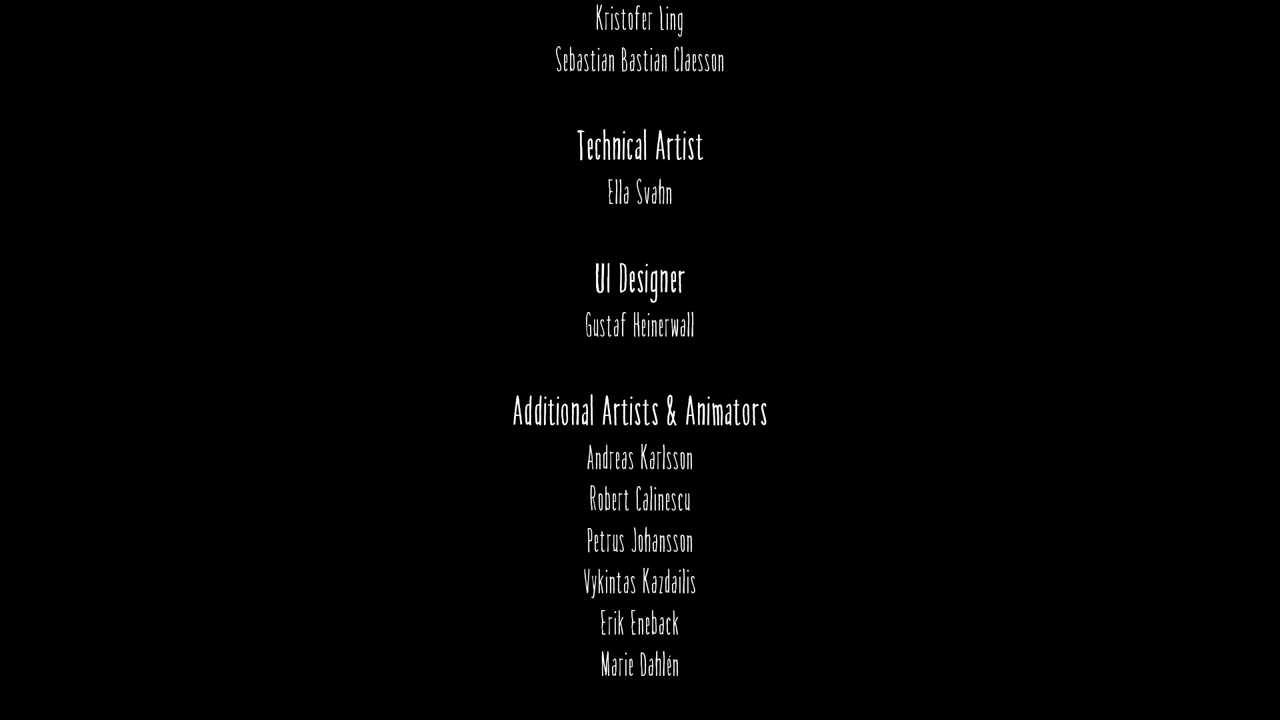 Kristofer Ling
Sebastian Bastian Claesson
Technical Artist
Ella Svahn
UI Designer
Gustaf Heinerwall
Additional Artists & Animators
Andreas Karlsson
Robert Calinescu
Petrus Johansson
Vykintas Kazdailis
Erik Eneback
Marie Dahlén